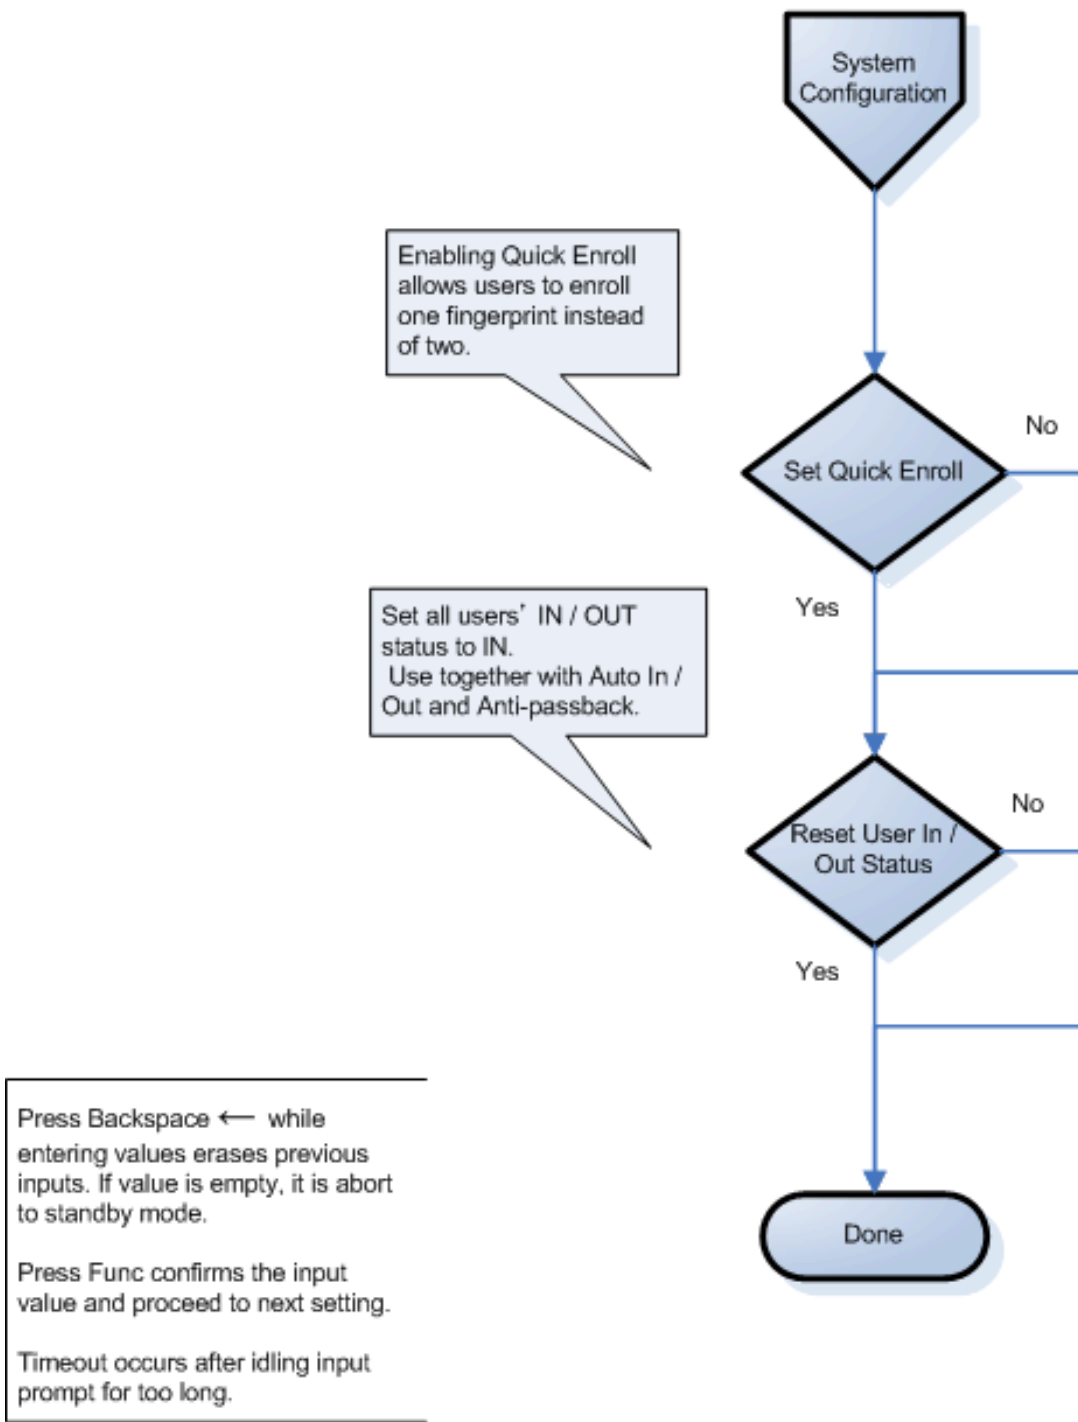 System
Configuration
Enabling Quick Enroll
allows users to enroll
one fingerprint instead
of two.
No
Set Quick Enroll
Yes
Set all users' IN / OUT
status to IN.
Use together with Auto In /
Out and Anti-passback.
No
Reset User In /
Out Status
Yes
Press Backspace ← while
entering values erases previous
inputs. If value is empty, it is abort
to standby mode.
Press Func confirms the input
value and proceed to next setting.
Timeout occurs after idling input
prompt for too long.
Done